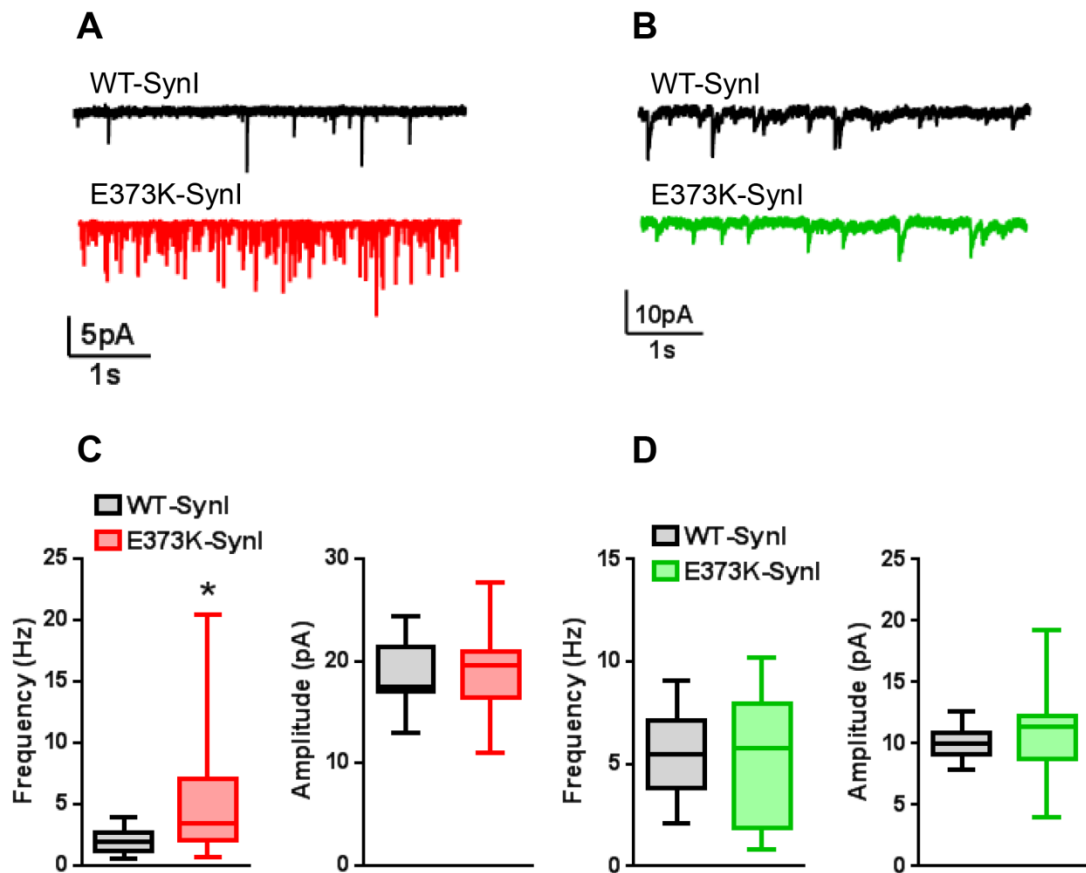 A
WT-SynI
E373K-SynI
5pA
1s
B
WT-SynI
E373K-SynI
10pA
1s
C
WT-SynI
E373K-SynI
Frequency (Hz)
25
20
15
10
5
0
*
Amplitude (pA)
30
20
10
0
D
WT-SynI
E373K-SynI
Frequency (Hz)
15
10
5
0
Amplitude (pA)
25
20
15
10
5
0